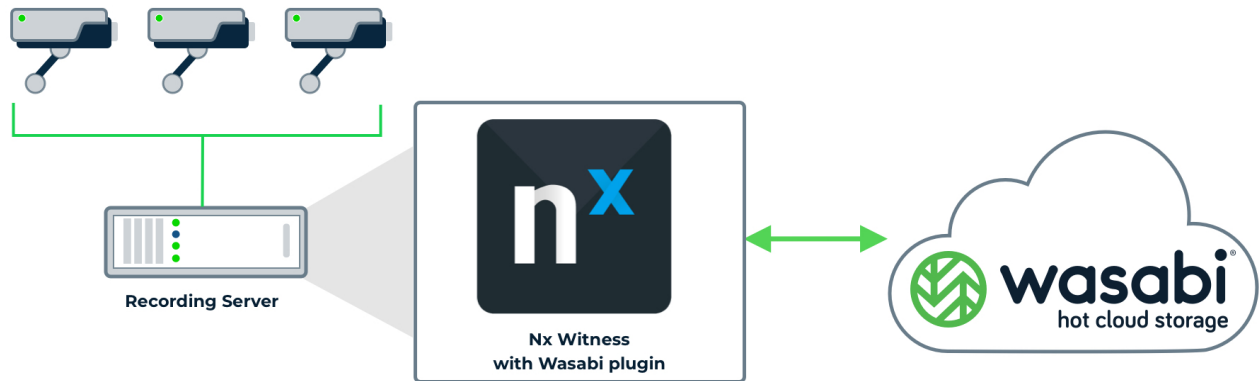 Recording Server
nx
Nx Witness
with Wasabi plugin
wasabi®
hot cloud storage